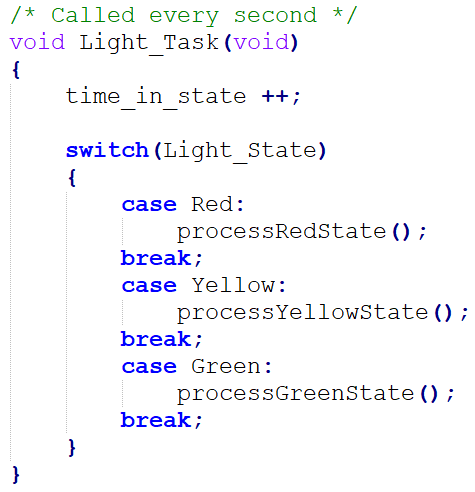 /* Called every second */
void Light_Task(void)
{
    time_in_state ++;

    switch(Light_State)
    {
        case Red:
            processRedState();
        break;
        case Yellow:
            processYellowState();
        break;
        case Green:
            processGreenState();
        break;
    }
}